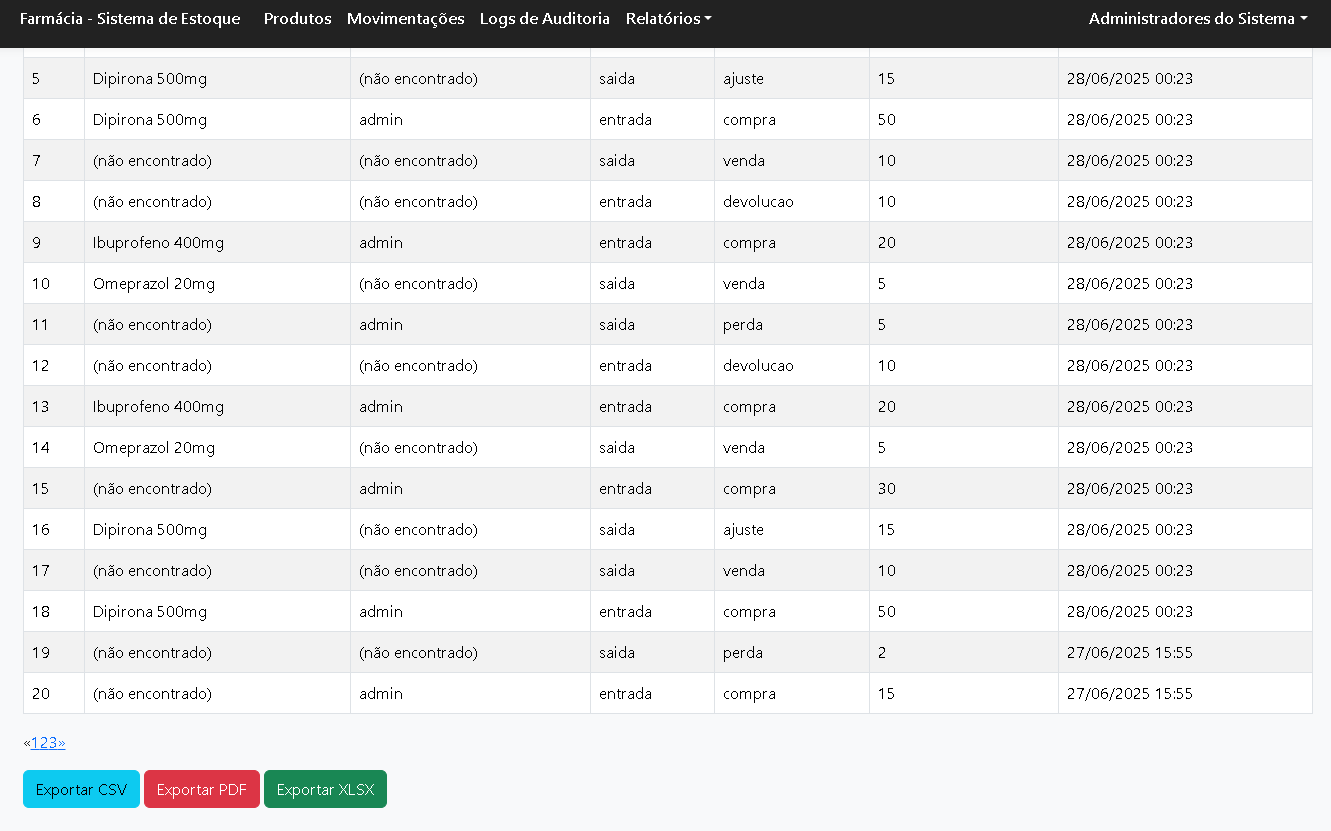 Farmácia - Sistema de Estoque Produtos Movimentações Logs de Auditoria Relatórios Administradores do Sistema
5 Dipirona 500mg (não encontrado) saida ajuste 15 28/06/2025 00:23
6 Dipirona 500mg admin entrada compra 50 28/06/2025 00:23
7 (não encontrado) (não encontrado) saida venda 10 28/06/2025 00:23
8 (não encontrado) (não encontrado) entrada devolucao 10 28/06/2025 00:23
9 Ibuprofeno 400mg admin entrada compra 20 28/06/2025 00:23
10 Omeprazol 20mg (não encontrado) saida venda 5 28/06/2025 00:23
11 (não encontrado) admin saida perda 5 28/06/2025 00:23
12 (não encontrado) (não encontrado) entrada devolucao 10 28/06/2025 00:23
13 Ibuprofeno 400mg admin entrada compra 20 28/06/2025 00:23
14 Omeprazol 20mg (não encontrado) saida venda 5 28/06/2025 00:23
15 (não encontrado) admin entrada compra 30 28/06/2025 00:23
16 Dipirona 500mg (não encontrado) saida ajuste 15 28/06/2025 00:23
17 (não encontrado) (não encontrado) saida venda 10 28/06/2025 00:23
18 Dipirona 500mg admin entrada compra 50 28/06/2025 00:23
19 (não encontrado) (não encontrado) saida perda 2 27/06/2025 15:55
20 (não encontrado) admin entrada compra 15 27/06/2025 15:55
«123»
Exportar CSV Exportar PDF Exportar XLSX